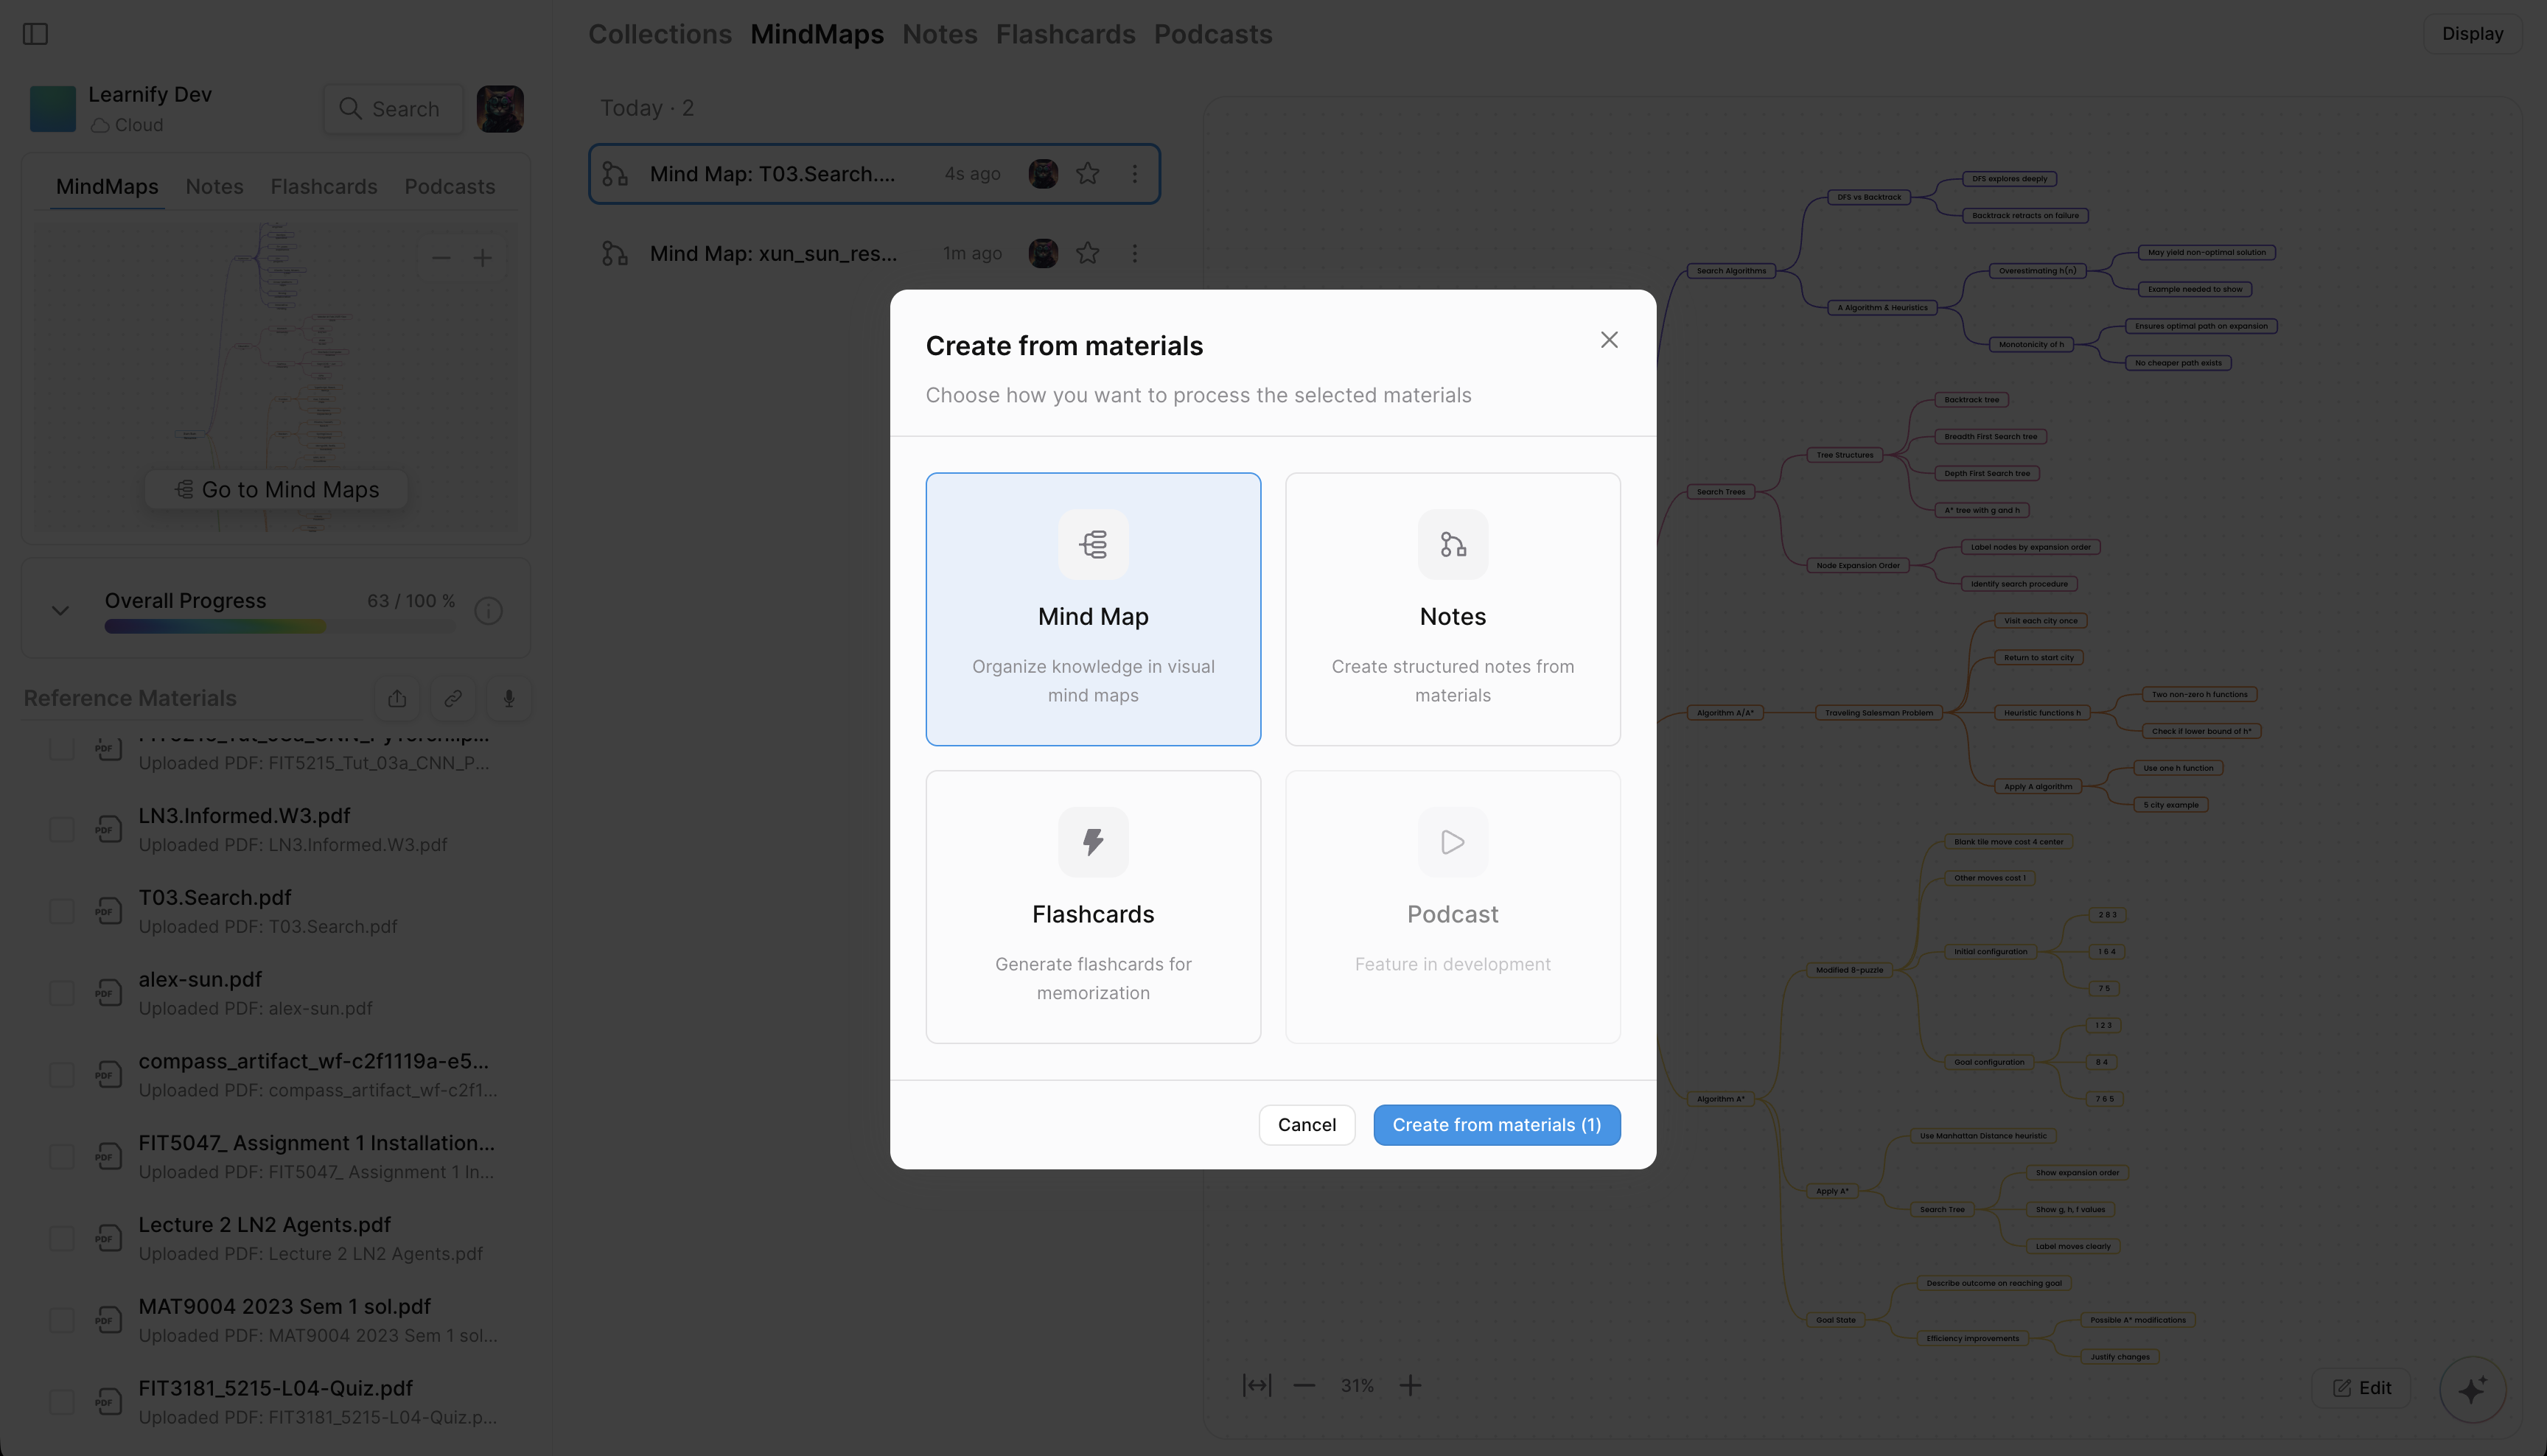 Collections MindMaps Notes Flashcards Podcasts
Display
Learnify Dev
Cloud
Search
MindMaps Notes Flashcards Podcasts
Go to Mind Maps
Overall Progress 63 / 100 %
Reference Materials
PDF
Uploaded PDF: FIT5215_Tut_03a_CNN_P...
PDF
LN3.Informed.W3.pdf
Uploaded PDF: LN3.Informed.W3.pdf
PDF
T03.Search.pdf
Uploaded PDF: T03.Search.pdf
PDF
alex-sun.pdf
Uploaded PDF: alex-sun.pdf
PDF
compass_artifact_wf-c2f1119a-e5...
Uploaded PDF: compass_artifact_wf-c2f1...
PDF
FIT5047_ Assignment 1 Installation...
Uploaded PDF: FIT5047_ Assignment 1 In...
PDF
Lecture 2 LN2 Agents.pdf
Uploaded PDF: Lecture 2 LN2 Agents.pdf
PDF
MAT9004 2023 Sem 1 sol.pdf
Uploaded PDF: MAT9004 2023 Sem 1 sol...
PDF
FIT3181_5215-L04-Quiz.pdf
Uploaded PDF: FIT3181_5215-L04-Quiz.p...
Today · 2
Mind Map: T03.Search.... 4s ago
Mind Map: xun_sun_res... 1m ago
Create from materials
Choose how you want to process the selected materials
Mind Map
Organize knowledge in visual
mind maps
Notes
Create structured notes from
materials
Flashcards
Generate flashcards for
memorization
Podcast
Feature in development
Cancel
Create from materials (1)
Search Algorithms
DFS vs Backtrack
DFS explores deeply
Backtrack retracts on failure
A Algorithm & Heuristics
Overestimating h(n)
May yield non-optimal solution
Example needed to show
Monotonicity of h
Ensures optimal path on expansion
No cheaper path exists
Search Trees
Tree Structures
Backtrack tree
Breadth First Search tree
Depth First Search tree
A* tree with g and h
Node Expansion Order
Label nodes by expansion order
Identify search procedure
Algorithm A/A*
Traveling Salesman Problem
Visit each city once
Return to start city
Heuristic functions h
Two non-zero h functions
Check if lower bound of h*
Apply A algorithm
Use one h function
5 city example
Algorithm A*
Modified 8-puzzle
Blank tile move cost 4 center
Other moves cost 1
Initial configuration
2 8 3
1 6 4
7 5
Goal configuration
1 2 3
8 4
7 6 5
Apply A*
Use Manhattan Distance heuristic
Search Tree
Show expansion order
Show g, h, f values
Label moves clearly
Goal State
Describe outcome on reaching goal
Efficiency improvements
Possible A* modifications
Justify changes
31%
Edit